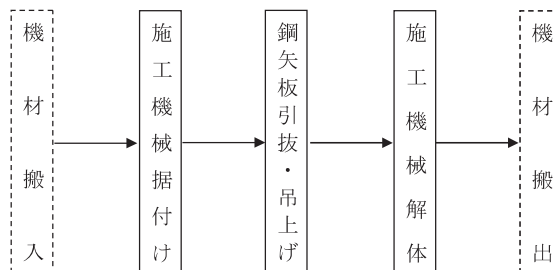 機材搬入
施工機械据付け
鋼矢板引抜・吊上げ
施工機械解体
機材搬出